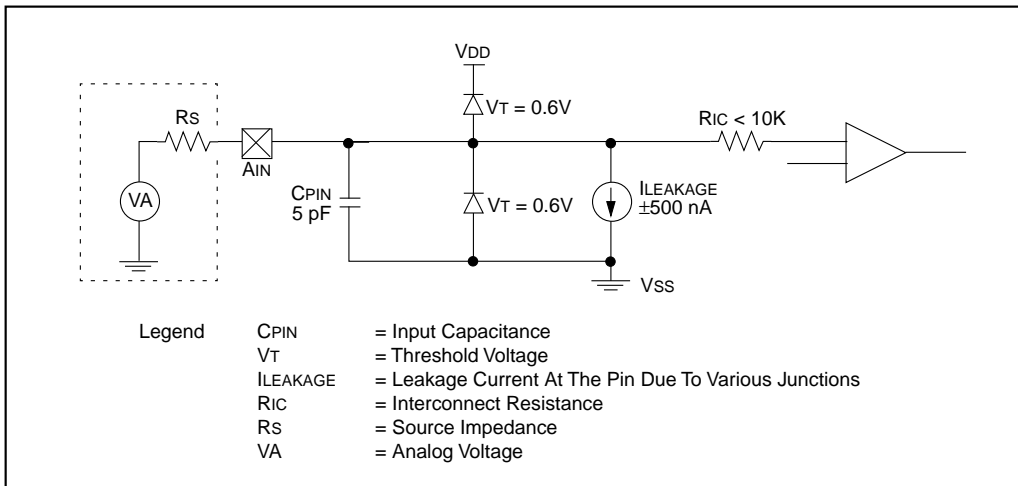 VDD
VT = 0.6V
RIC < 10K
RS
AIN
CPIN
5 pF
VT = 0.6V
ILEAKAGE
±500 nA
VA
VSS
Legend
CPIN = Input Capacitance
VT = Threshold Voltage
ILEAKAGE = Leakage Current At The Pin Due To Various Junctions
RIC = Interconnect Resistance
RS = Source Impedance
VA = Analog Voltage